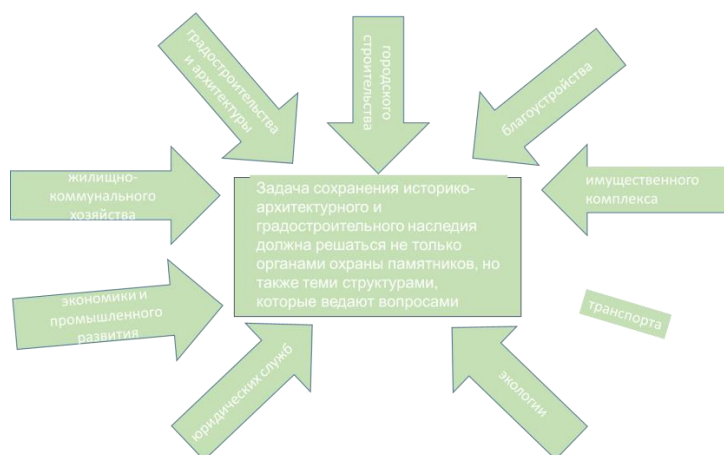 градостроительства
и архитектуры
городского
строительства
благоустройства
жилищно-
коммунального
хозяйства
Задача сохранения историко-
архитектурного и
градостроительного наследия
должна решаться не только
органами охраны памятников, но
также теми структурами,
которые ведают вопросами
имущественного
комплекса
экономики и
промышленного
развития
транспорта
юридических служб
экологии